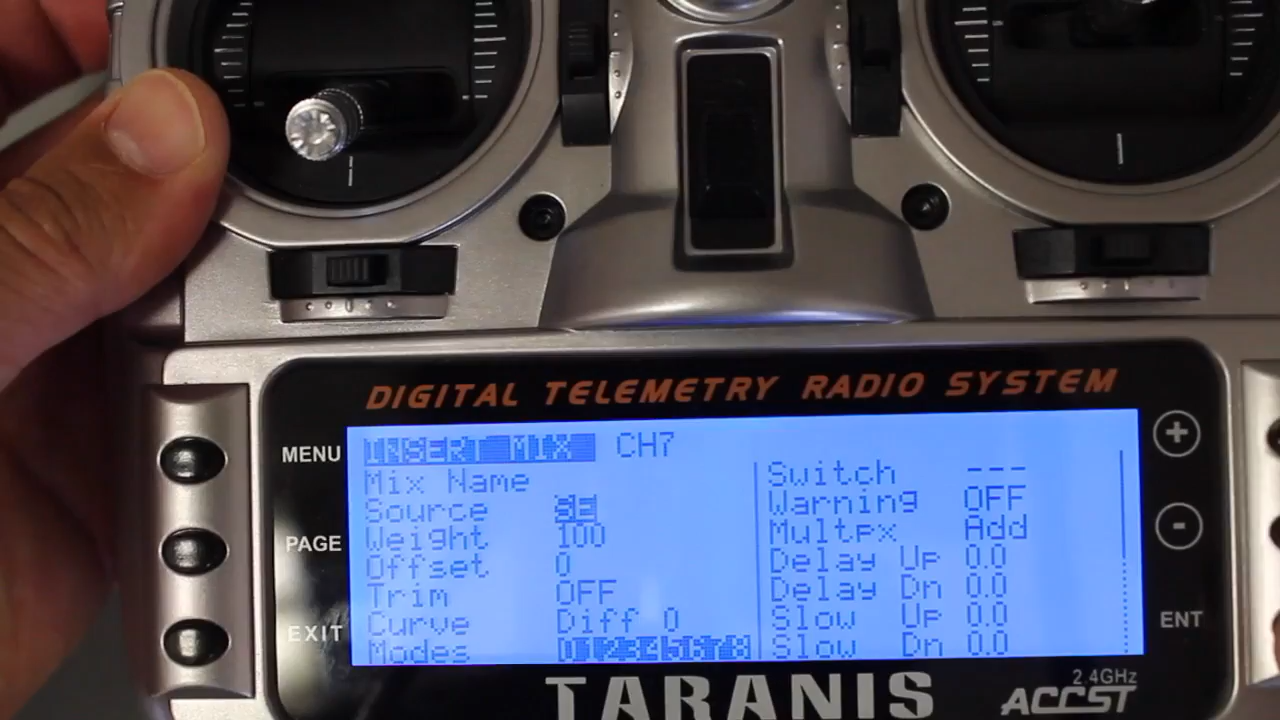 DIGITAL TELEMETRY RADIO SYSTEM
MENU
PAGE
EXIT
INSERT MIX CH7
Mix Name
Source SE
Weight 100
Offset 0
Trim OFF
Curve Diff 0
Modes 012345678
Switch ---
Warning OFF
Multpx Add
Delay Up 0.0
Delay Dn 0.0
Slow Up 0.0
Slow Dn 0.0
+
-
ENT
TARANIS
2.4GHz
ACCST